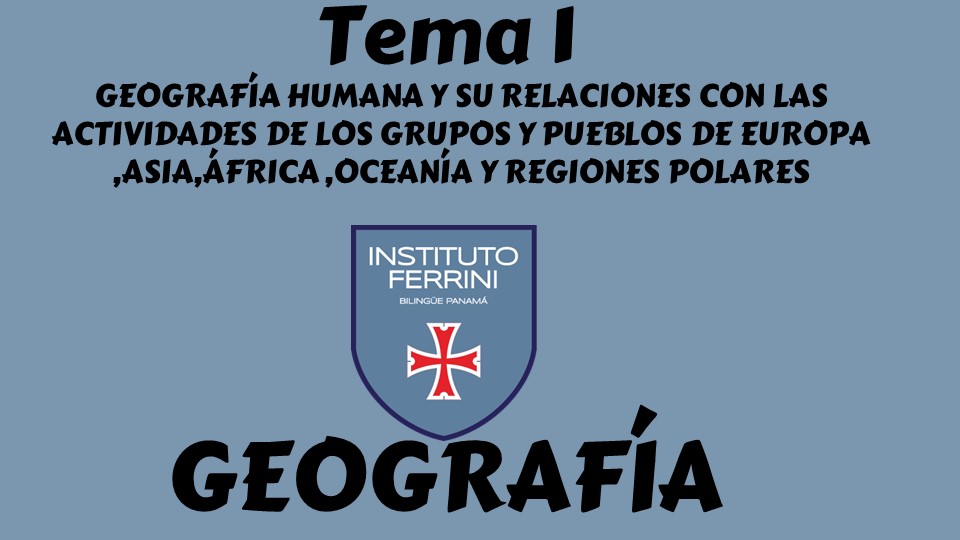 Tema 1
GEOGRAFÍA HUMANA Y SU RELACIONES CON LAS
ACTIVIDADES DE LOS GRUPOS Y PUEBLOS DE EUROPA
,ASIA,ÁFRICA ,OCEANÍA Y REGIONES POLARES
INSTITUTO
FERRINI
BILINGÜE PANAMÁ
GEOGRAFÍA